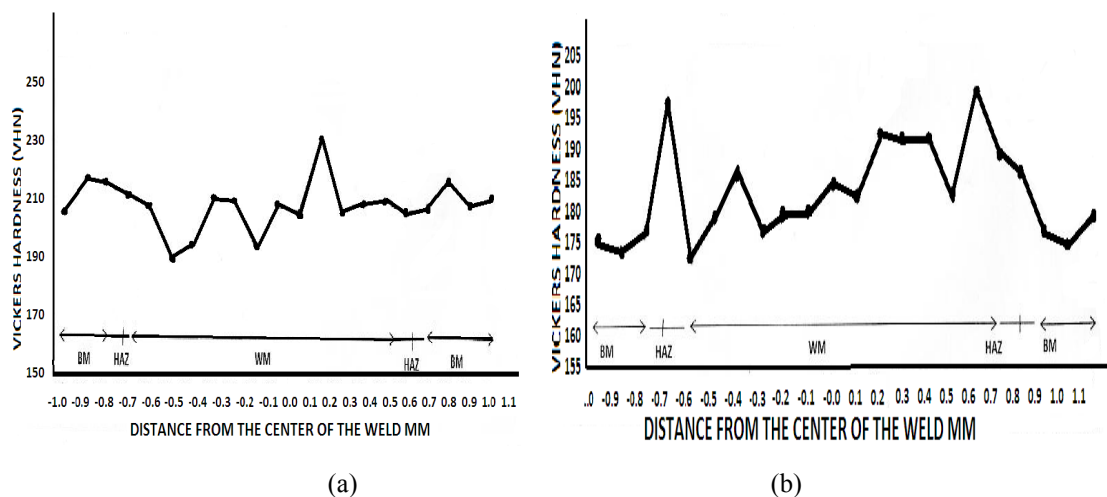 VICKERS HARDNESS (VHN)
250
230
210
190
170
150
BM HAZ WM HAZ BM
-1.0 -0.9 -0.8 -0.7 -0.6 -0.5 -0.4 -0.3 -0.2 -0.1 0.0 0.1 0.2 0.3 0.4 0.5 0.6 0.7 0.8 0.9 1.0 1.1
DISTANCE FROM THE CENTER OF THE WELD MM
(a)
VICKERS HARDNESS (VHN)
205
200
195
190
185
180
175
170
165
160
155
BM HAZ WM HAZ BM
..0 -0.9 -0.8 -0.7 -0.6 -0.5 -0.4 -0.3 -0.2 -0.1 -0.0 0.1 0.2 0.3 0.4 0.5 0.6 0.7 0.8 0.9 1.0 1.1
DISTANCE FROM THE CENTER OF THE WELD MM
(b)